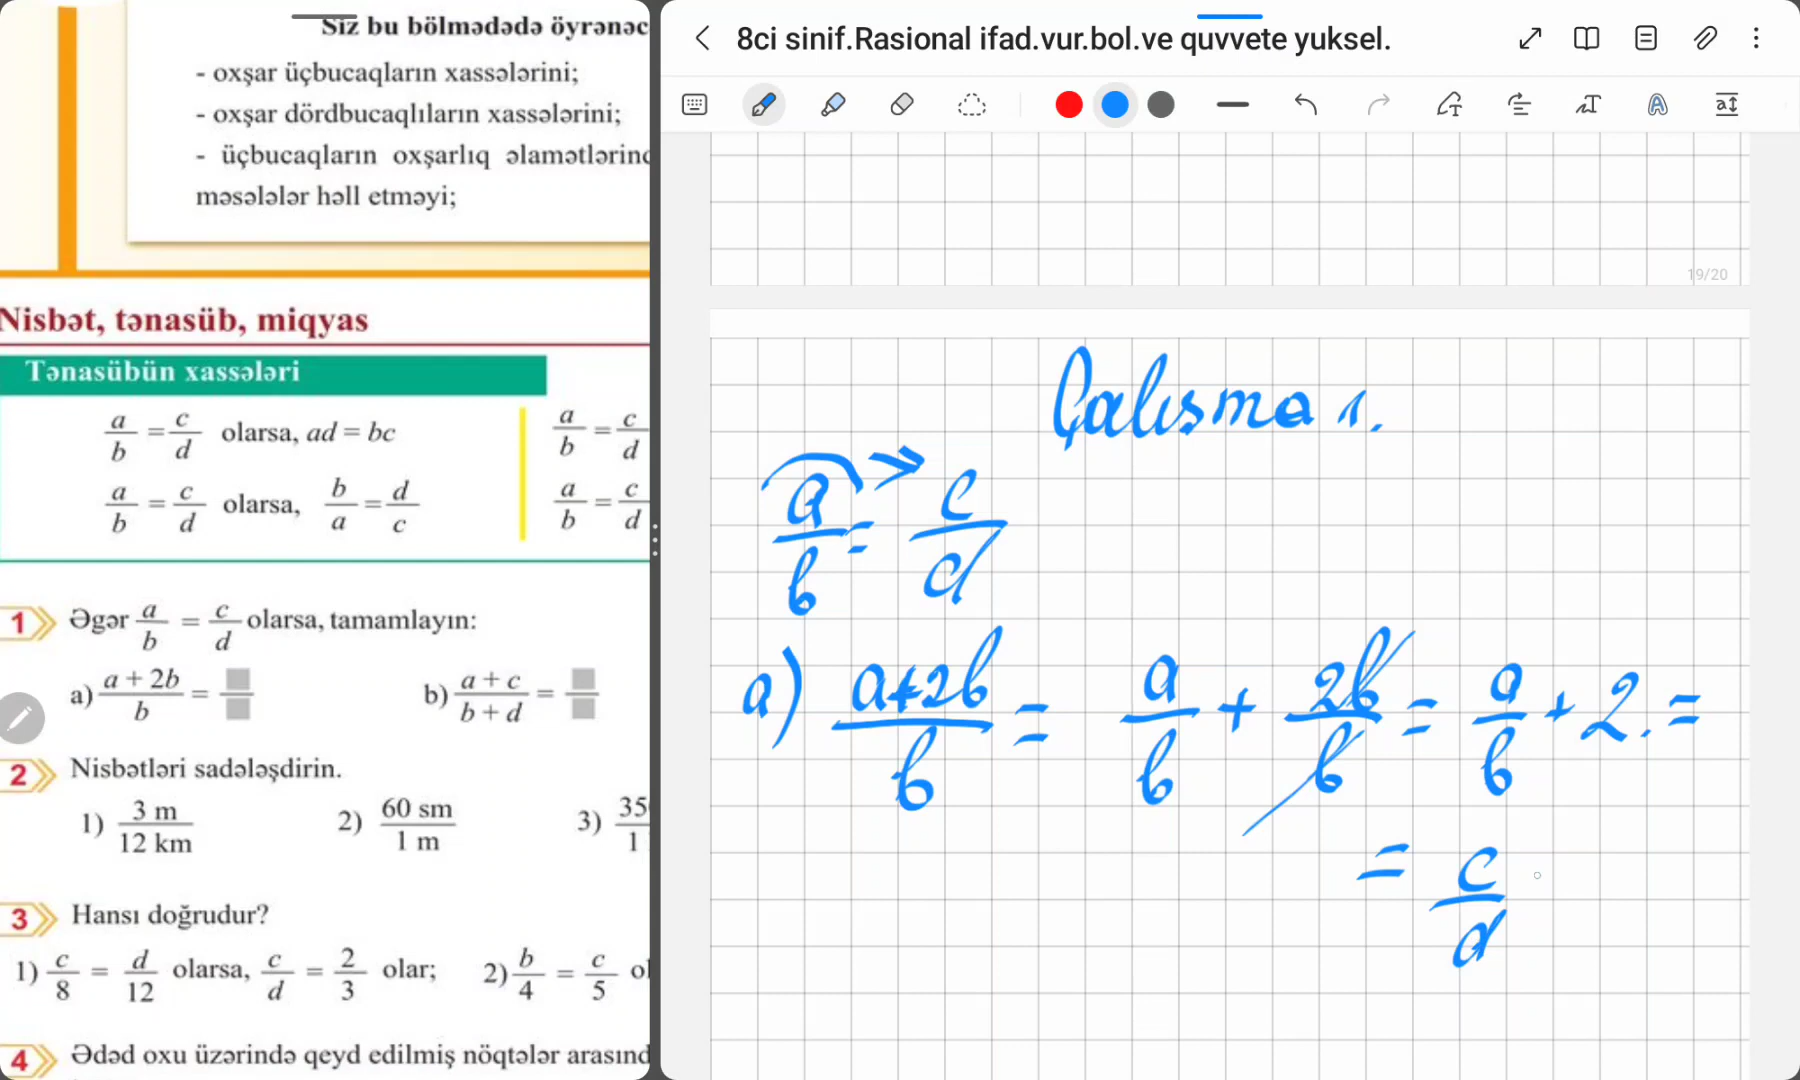 Siz bu bölmədədə öyrənəc
- oxşar üçbucaqların xassələrini;
- oxşar dördbucaqlıların xassələrini;
- üçbucaqların oxşarlıq əlamətlərinc
məsələlər həll etməyi;
Nisbət, tənasüb, miqyas
Tənasübün xassələri
a/b = c/d olarsa, ad = bc
a/b = c/d
a/b = c/d olarsa, b/a = d/c
a/b = c/d
1 Əgər a/b = c/d olarsa, tamamlayın:
a) (a + 2b)/b =
b) (a + c)/(b + d) =
2 Nisbətləri sadələşdirin.
1) 3 m/12 km 2) 60 sm/1 m 3) 35/1
3 Hansı doğrudur?
1) c/8 = d/12 olarsa, c/d = 2/3 olar; 2) b/4 = c/5 ol
4 Ədəd oxu üzərində qeyd edilmiş nöqtələr arasınd
8ci sinif.Rasional ifad.vur.bol.ve quvvete yuksel.
19/20
Çalısma 1.
a/b = c/d
a) (a+2b)/b = a/b + 2b/b = a/b + 2. =
= c/d